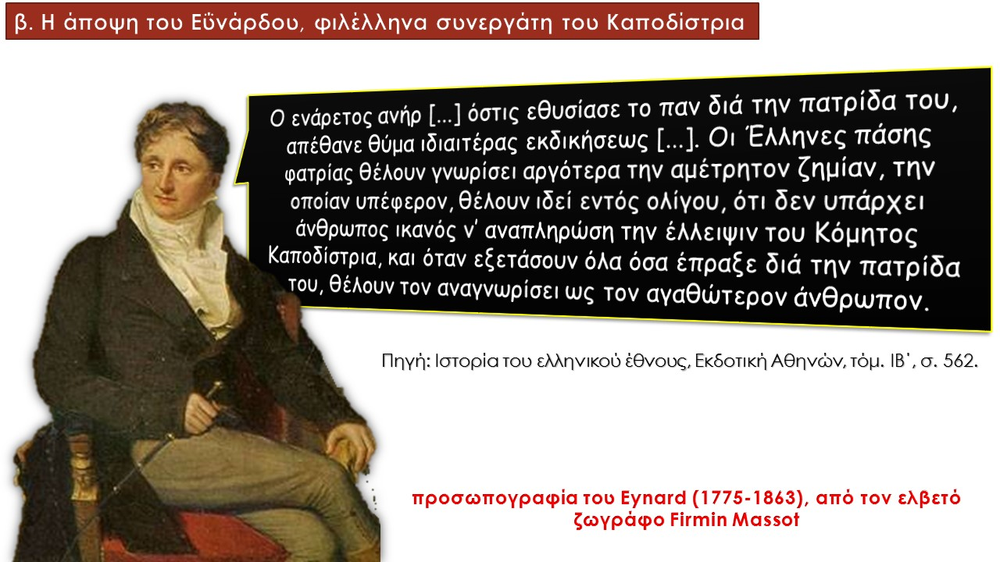 β. Η άποψη του Εϋνάρδου, φιλέλληνα συνεργάτη του Καποδίστρια
Ο ενάρετος ανήρ [...] όστις εθυσίασε το παν διά την πατρίδα του,
απέθανε θύμα ιδιαιτέρας εκδικήσεως [...]. Οι Έλληνες πάσης
φατρίας θέλουν γνωρίσει αργότερα την αμέτρητον ζημίαν, την
οποίαν υπέφερον, θέλουν ιδεί εντός ολίγου, ότι δεν υπάρχει
άνθρωπος ικανός ν' αναπληρώση την έλλειψιν του Κόμητος
Καποδίστρια, και όταν εξετάσουν όλα όσα έπραξε διά την πατρίδα
του, θέλουν τον αναγνωρίσει ως τον αγαθώτερον άνθρωπον.
Πηγή: Ιστορία του ελληνικού έθνους, Εκδοτική Αθηνών, τόμ. ΙΒ΄, σ. 562.
προσωπογραφία του Eynard (1775-1863), από τον ελβετό
ζωγράφο Firmin Massot